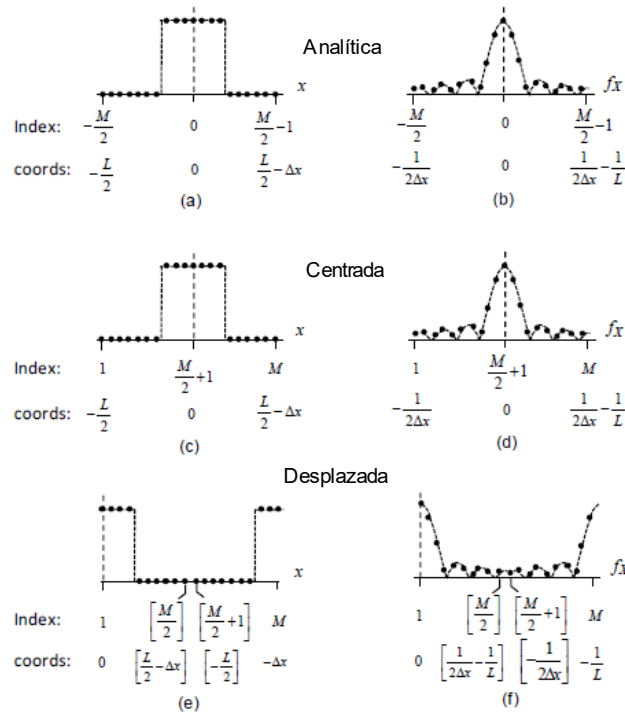 Analítica
x
fx
Index: -M/2 0 M/2-1 -M/2 0 M/2-1
coords: -L/2 0 L/2-Δx -1/2Δx 0 1/2Δx-1/L
(a) (b)
Centrada
x
fx
Index: 1 M/2+1 M 1 M/2+1 M
coords: -L/2 0 L/2-Δx -1/2Δx 0 1/2Δx-1/L
(c) (d)
Desplazada
x
fx
Index: 1 [M/2] [M/2+1] M 1 [M/2] [M/2+1] M
coords: 0 [L/2-Δx] [-L/2] -Δx 0 [1/2Δx-1/L] [-1/2Δx] -1/L
(e) (f)